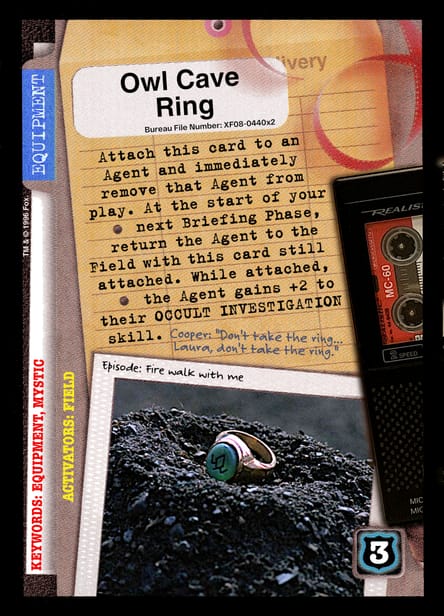 livery
Owl Cave
Ring
Bureau File Number: XF08-0440x2
EQUIPMENT
TM & © 1996 Fox.
Attach this card to an
Agent and immediately
remove that Agent from
play. At the start of your
next Briefing Phase,
return the Agent to the
Field with this card still
attached. While attached,
the Agent gains +2 to
their OCCULT INVESTIGATION
skill.
Cooper: "Don't take the ring...
Laura, don't take the ring."
REALIS
MC-60
2 SPEED
Episode: Fire walk with me
KEYWORDS: EQUIPMENT, MYSTIC
ACTIVATORS: FIELD
MIC
3